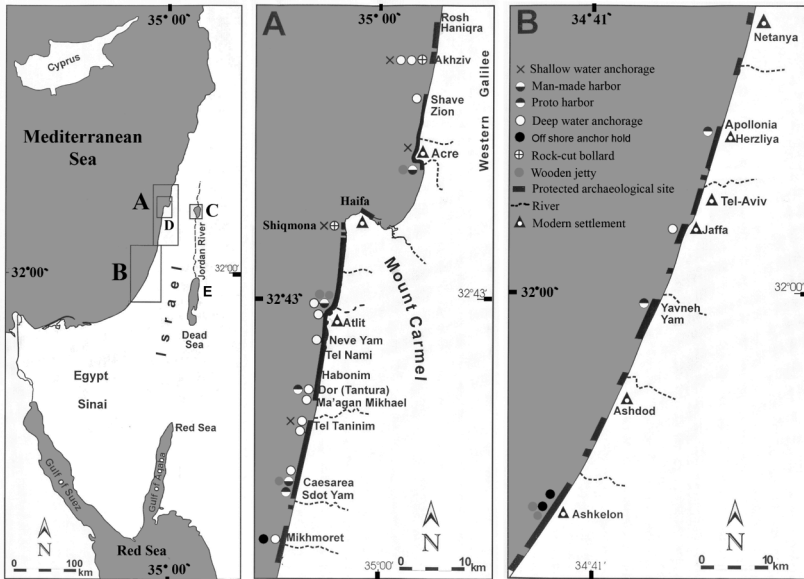 35°00'
Cyprus
Mediterranean
Sea
A
C
D
B
Jordan River
E
32°00'
32°00'
Israel
Dead
Sea
Egypt
Sinai
Red Sea
Gulf of Suez
Gulf of Aqaba
N
0 100
km
Red Sea
35°00'
A
35°00'
Rosh
Haniqra
Akhziv
Western Galilee
Shave
Zion
Acre
Haifa
Shiqmona
Mount Carmel
32°43'
32°43'
Atlit
Neve Yam
Tel Nami
Habonim
Dor (Tantura)
Ma'agan Mikhael
Tel Taninim
Caesarea
Sdot Yam
Mikhmoret
N
0 10
km
35°00'
B
34°41'
Netanya
Shallow water anchorage
Man-made harbor
Proto harbor
Deep water anchorage
Off shore anchor hold
Rock-cut bollard
Wooden jetty
Protected archaeological site
River
Modern settlement
Apollonia
Herzliya
Tel-Aviv
Jaffa
32°00'
32°00'
Yavneh
Yam
Ashdod
Ashkelon
N
0 10
km
34°41'